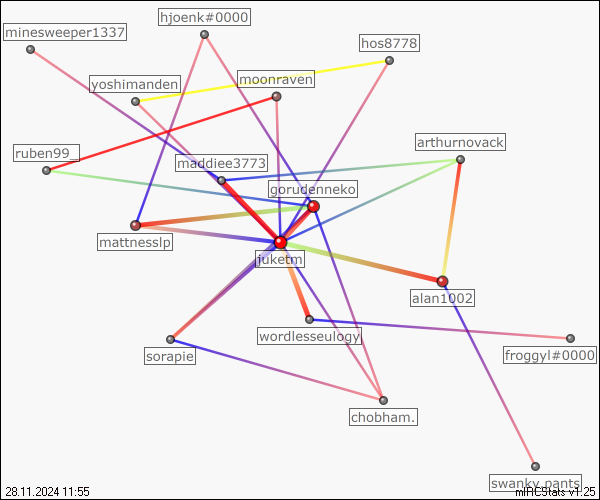 hjoenk#0000
minesweeper1337
hos8778
moonraven
yoshimanden
arthurnovack
ruben99_
maddiee3773
gorudenneko
mattnesslp
juketm
alan1002
wordlesseulogy
froggyl#0000
sorapie
chobham.
swanky.pants
28.11.2024 11:55
mIRCStats v1.25